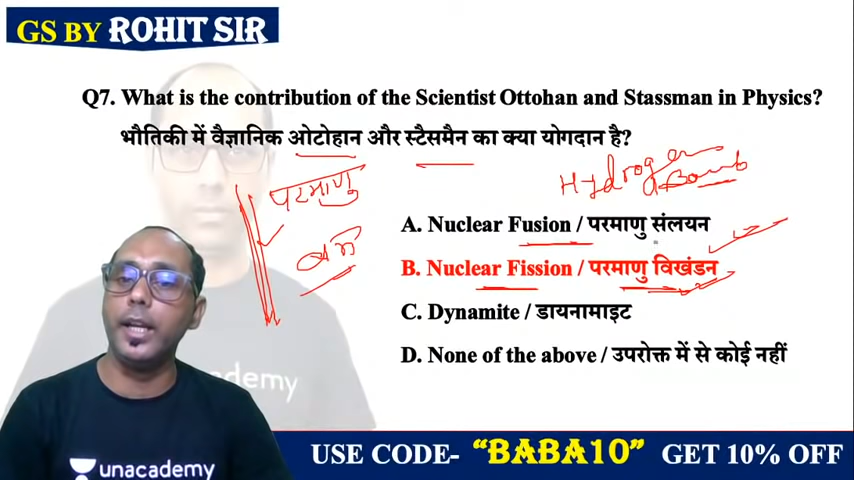 GS BY ROHIT SIR
Q7. What is the contribution of the Scientist Ottohan and Stassman in Physics?
भौतिकी में वैज्ञानिक ओटोहान और स्टैसमैन का क्या योगदान है?
Hydrogen
Bomb
परमाणु
बम
A. Nuclear Fusion / परमाणु संलयन
B. Nuclear Fission / परमाणु विखंडन
C. Dynamite / डायनामाइट
D. None of the above / उपरोक्त में से कोई नहीं
emy
unacademy
USE CODE- “BABA10” GET 10% OFF